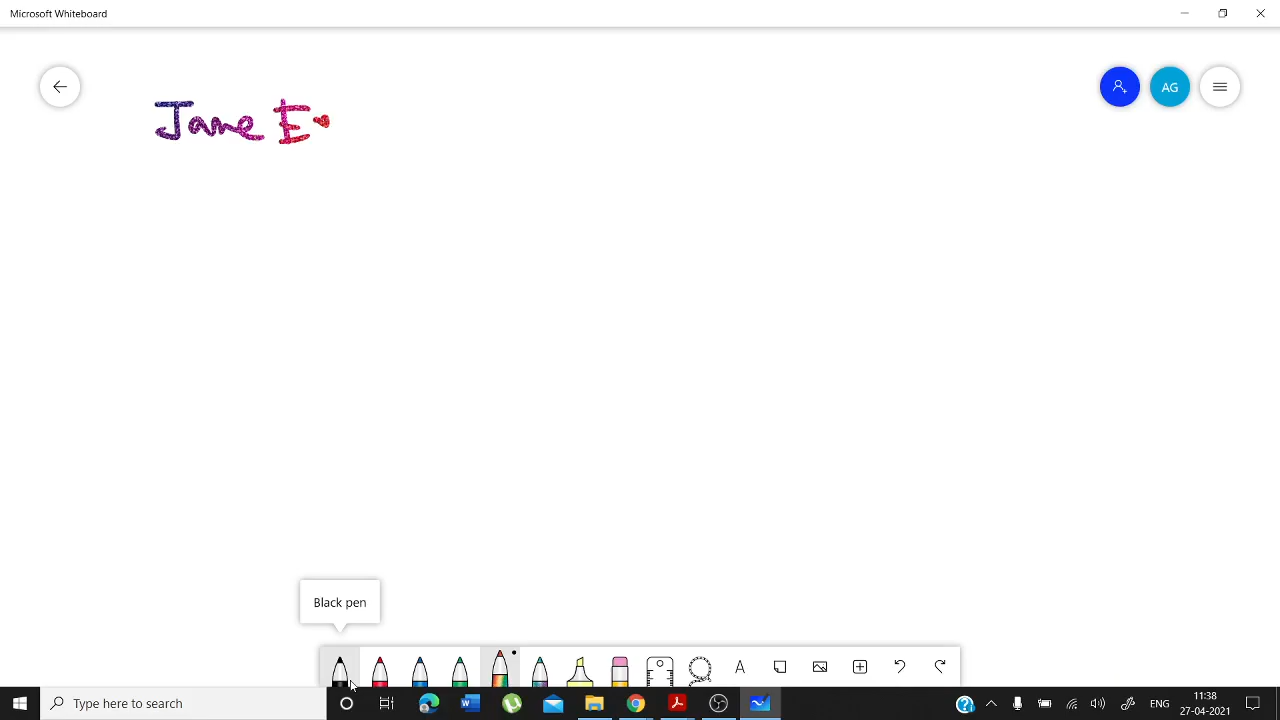 Microsoft Whiteboard
AG
Jane E
Black pen
A
Type here to search
ENG
11:38
27-04-2021